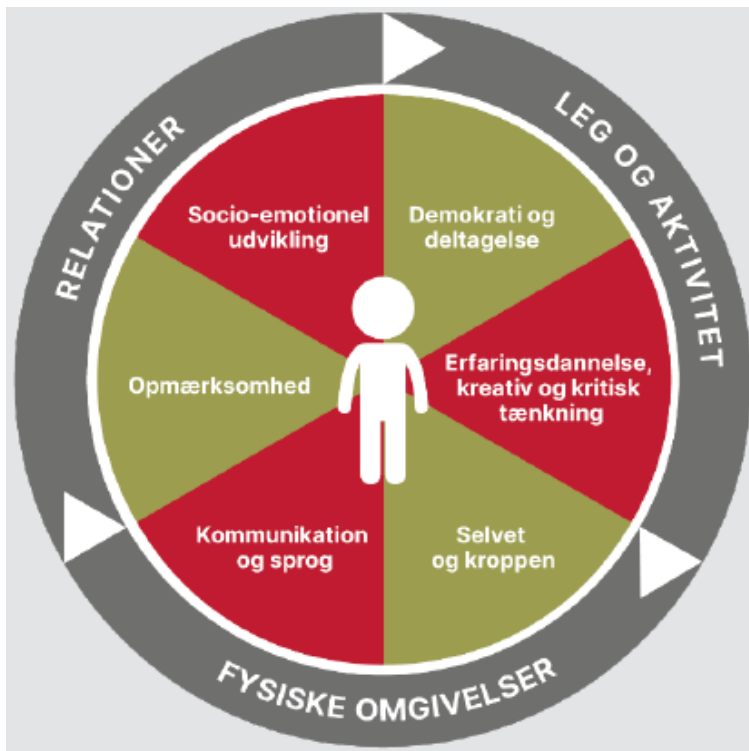 RELATIONER
LEG OG AKTIVITET
Socio-emotionel
udvikling
Demokrati og
deltagelse
Opmærksomhed
Erfaringsdannelse,
kreativ og kritisk
tænkning
Kommunikation
og sprog
Selvet
og kroppen
FYSISKE OMGIVELSER